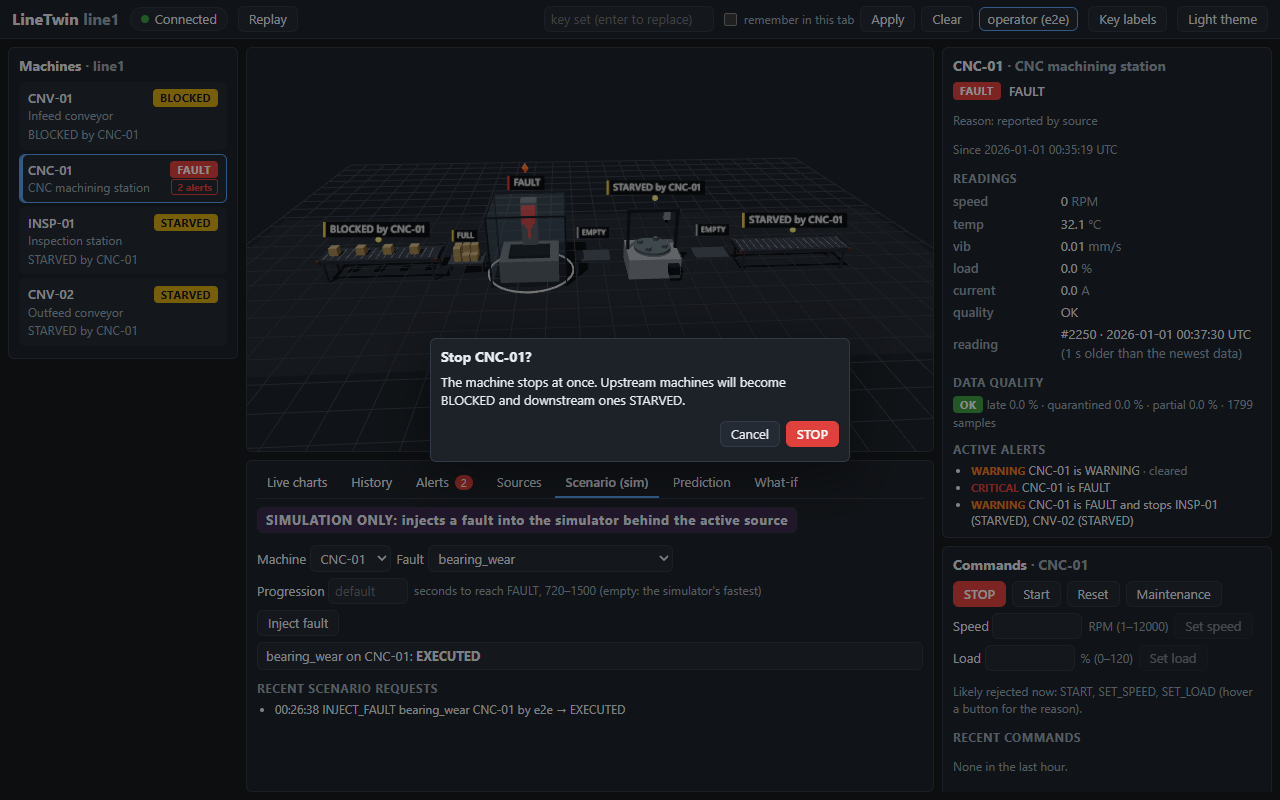 LineTwin line1
Connected
Replay
key set (enter to replace)
remember in this tab
Apply
Clear
operator (e2e)
Key labels
Light theme
Machines · line1
CNV-01
BLOCKED
Infeed conveyor
BLOCKED by CNC-01
CNC-01
FAULT
CNC machining station
2 alerts
INSP-01
STARVED
Inspection station
STARVED by CNC-01
CNV-02
STARVED
Outfeed conveyor
STARVED by CNC-01
FAULT
STARVED by CNC-01
BLOCKED by CNC-01
FULL
EMPTY
EMPTY
STARVED by CNC-01
Stop CNC-01?
The machine stops at once. Upstream machines will become
BLOCKED and downstream ones STARVED.
Cancel
STOP
Live charts
History
Alerts 2
Sources
Scenario (sim)
Prediction
What-if
SIMULATION ONLY: injects a fault into the simulator behind the active source
Machine CNC-01 Fault bearing_wear
Progression default seconds to reach FAULT, 720–1500 (empty: the simulator's fastest)
Inject fault
bearing_wear on CNC-01: EXECUTED
RECENT SCENARIO REQUESTS
• 00:26:38 INJECT_FAULT bearing_wear CNC-01 by e2e → EXECUTED
CNC-01 · CNC machining station
FAULT FAULT
Reason: reported by source
Since 2026-01-01 00:35:19 UTC
READINGS
speed 0 RPM
temp 32.1 °C
vib 0.01 mm/s
load 0.0 %
current 0.0 A
quality OK
reading #2250 · 2026-01-01 00:37:30 UTC
(1 s older than the newest data)
DATA QUALITY
OK late 0.0 % · quarantined 0.0 % · partial 0.0 % · 1799
samples
ACTIVE ALERTS
• WARNING CNC-01 is WARNING · cleared
• CRITICAL CNC-01 is FAULT
• WARNING CNC-01 is FAULT and stops INSP-01
(STARVED), CNV-02 (STARVED)
Commands · CNC-01
STOP
Start
Reset
Maintenance
Speed RPM (1–12000) Set speed
Load % (0–120) Set load
Likely rejected now: START, SET_SPEED, SET_LOAD (hover
a button for the reason).
RECENT COMMANDS
None in the last hour.